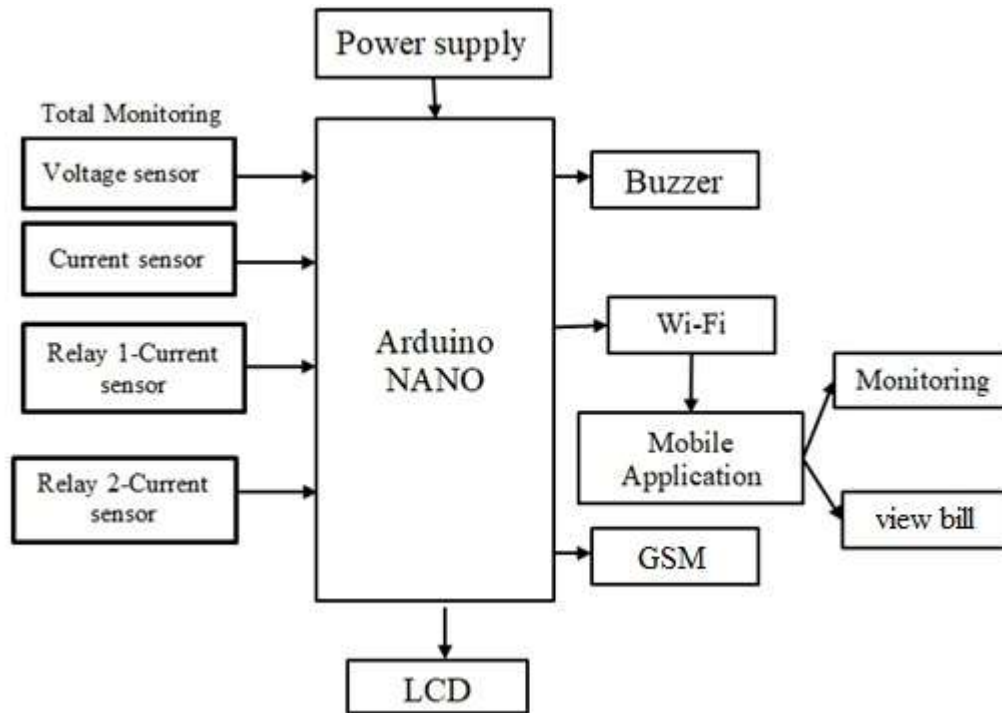 Power supply
Total Monitoring
Voltage sensor
Current sensor
Relay 1-Current
sensor
Relay 2-Current
sensor
Arduino
NANO
Buzzer
Wi-Fi
Mobile
Application
Monitoring
view bill
GSM
LCD